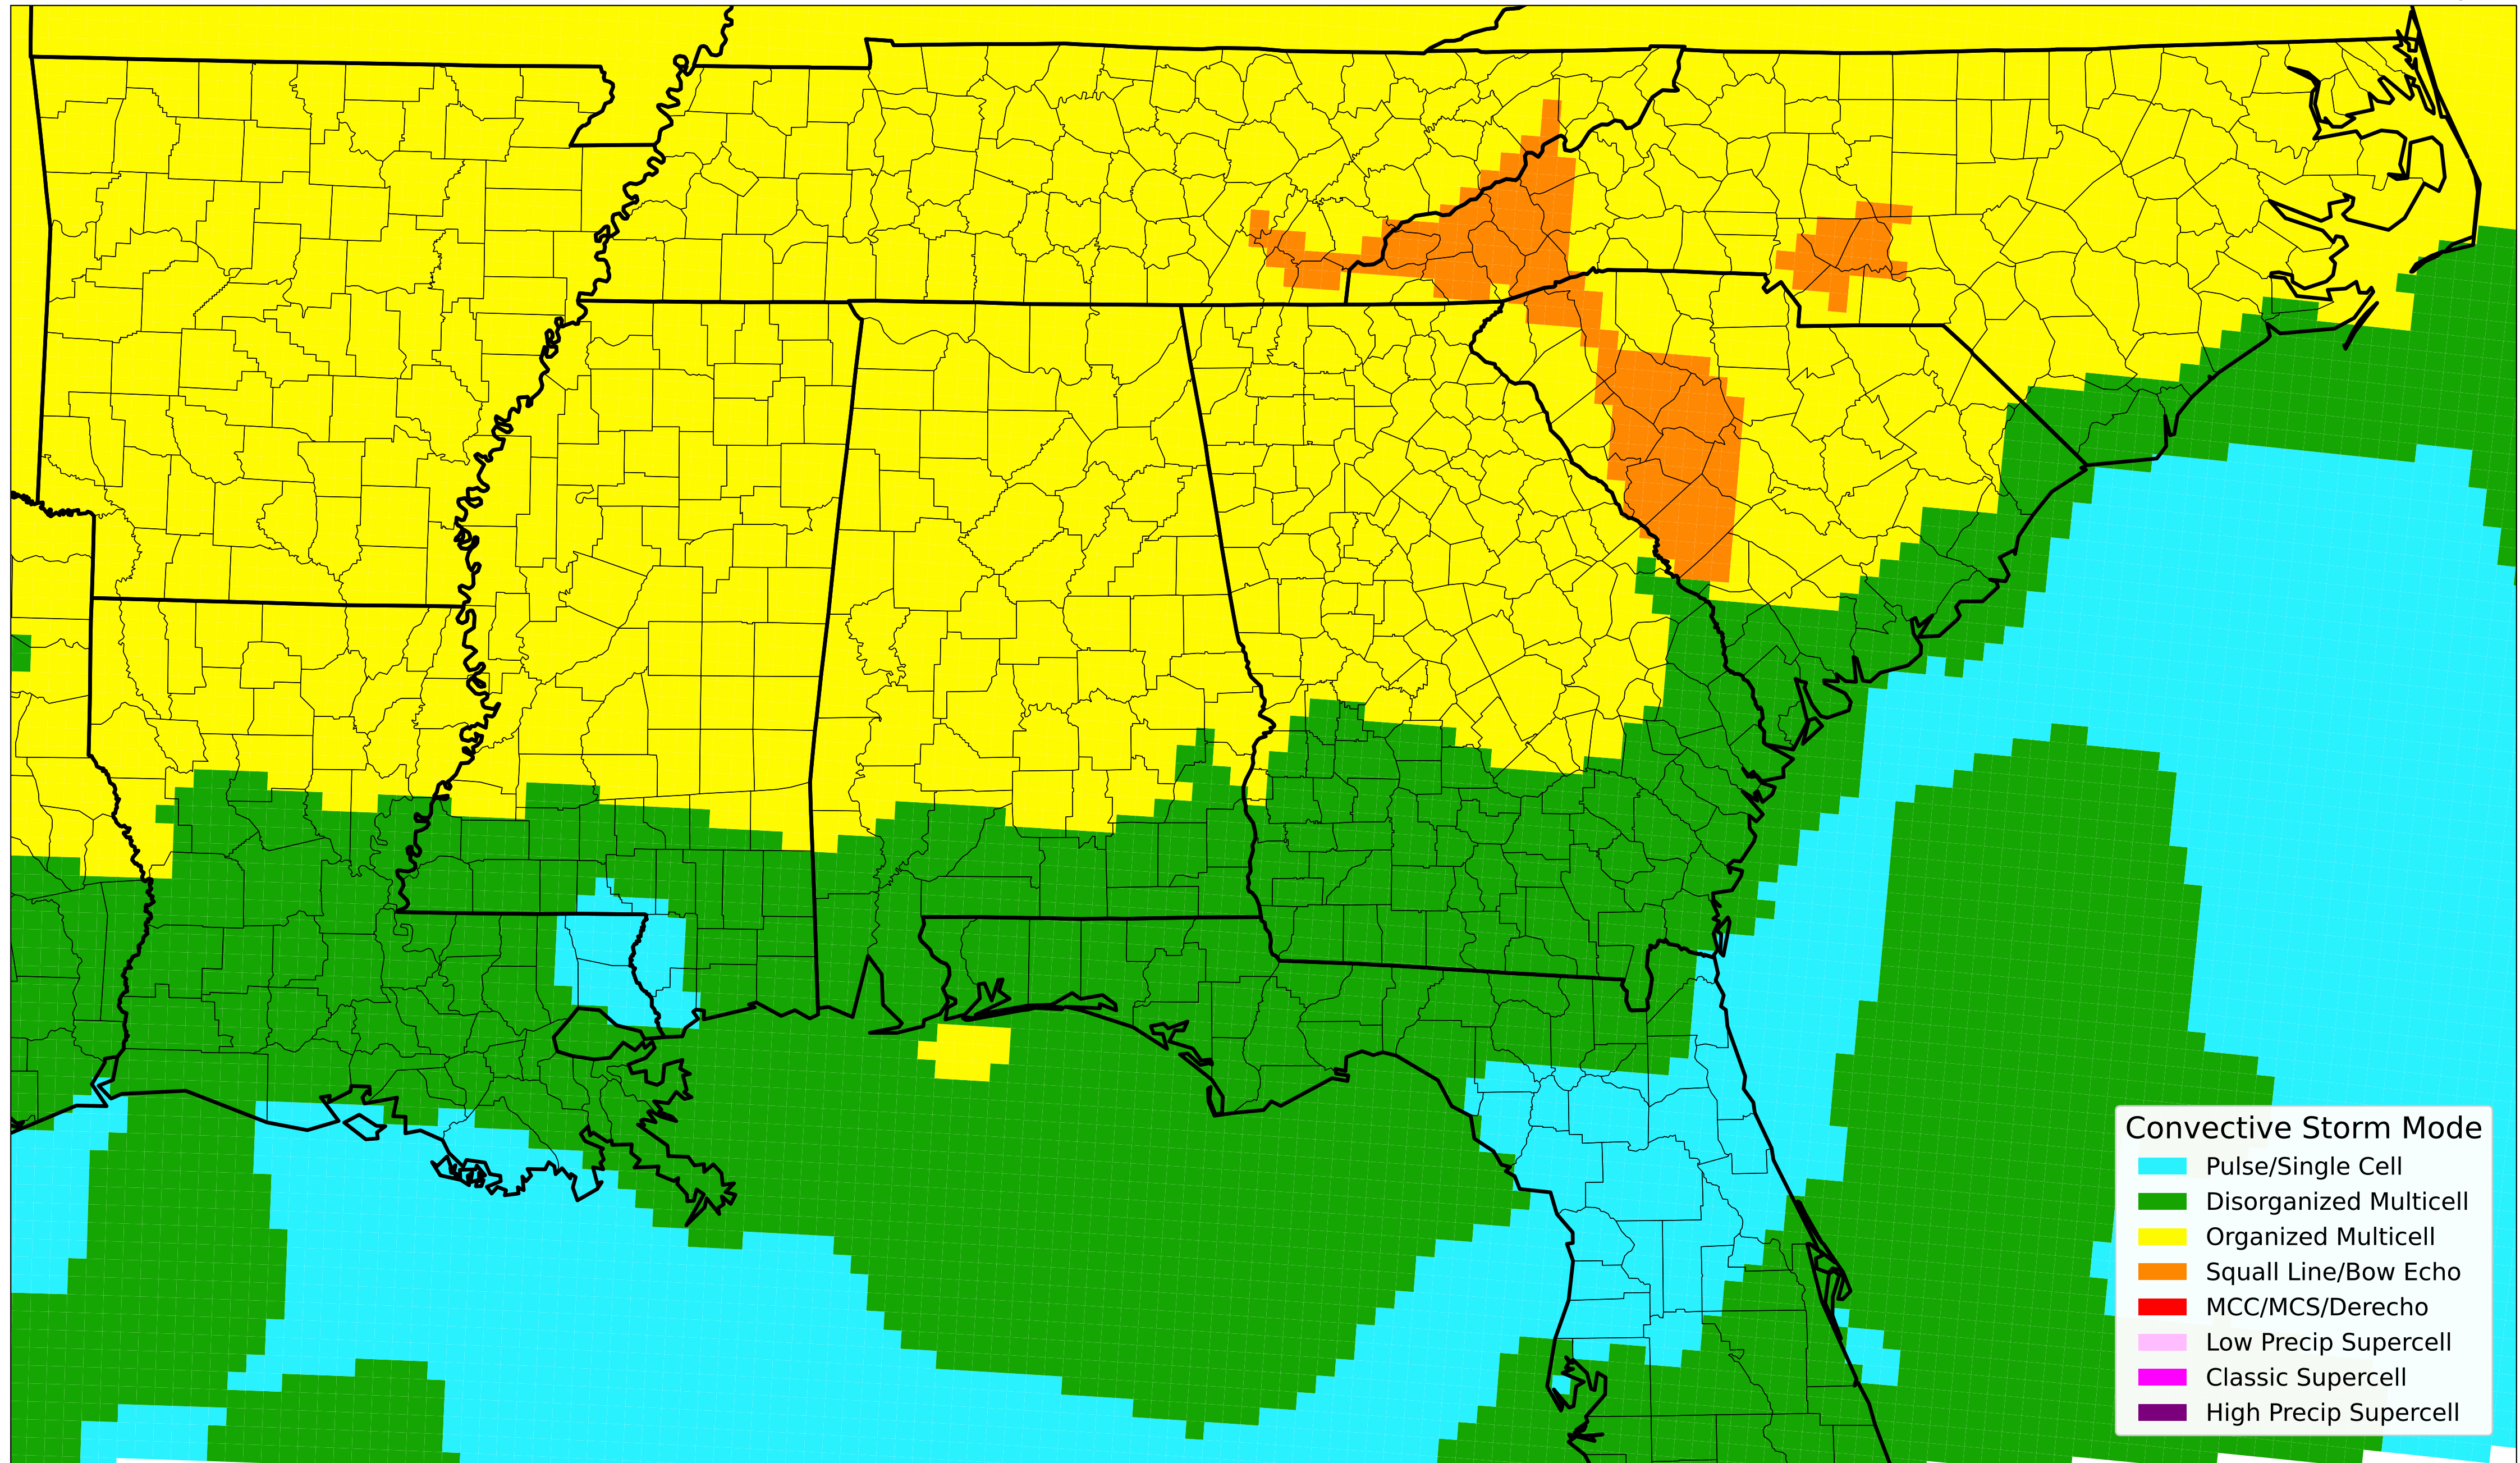 Convective Storm Mode
Pulse/Single Cell
Disorganized Multicell
Organized Multicell
Squall Line/Bow Echo
MCC/MCS/Derecho
Low Precip Supercell
Classic Supercell
High Precip Supercell